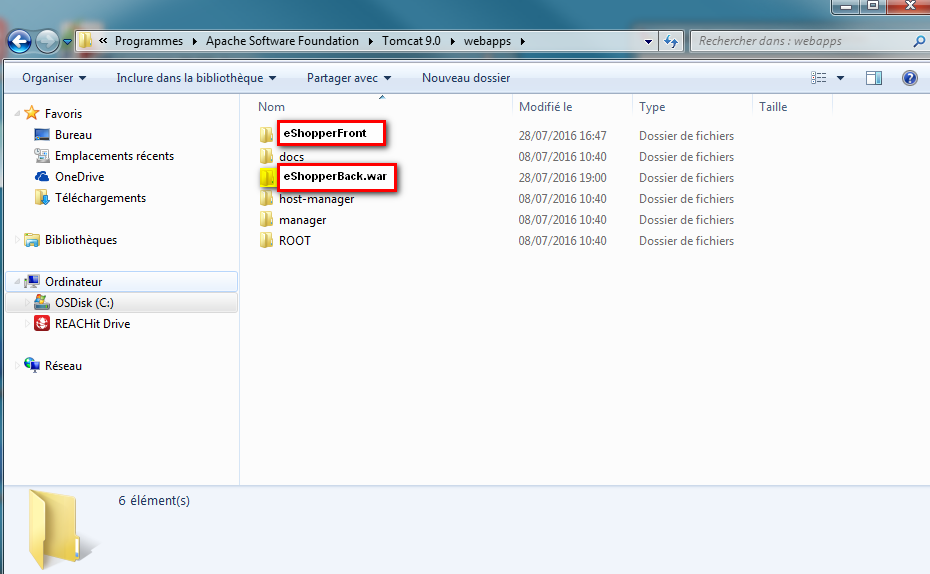 « Programmes Apache Software Foundation Tomcat 9.0 webapps Rechercher dans : webapps
Organiser Inclure dans la bibliothèque Partager avec Nouveau dossier
Favoris
Bureau
Emplacements récents
OneDrive
Téléchargements
Bibliothèques
Ordinateur
OSDisk (C:)
REACHit Drive
Réseau
Nom Modifié le Type Taille
eShopperFront 28/07/2016 16:47 Dossier de fichiers
docs 08/07/2016 10:40 Dossier de fichiers
eShopperBack.war 28/07/2016 19:00 Dossier de fichiers
host-manager 08/07/2016 10:40 Dossier de fichiers
manager 08/07/2016 10:40 Dossier de fichiers
ROOT 08/07/2016 10:40 Dossier de fichiers
6 élément(s)